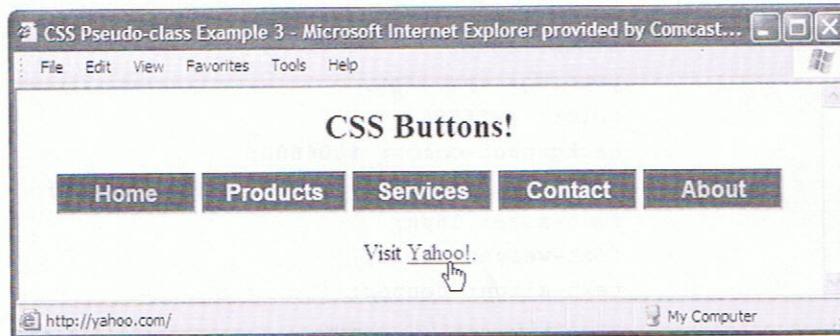 CSS Pseudo-class Example 3 - Microsoft Internet Explorer provided by Comcast...
File Edit View Favorites Tools Help
CSS Buttons!
Home Products Services Contact About
Visit Yahoo!.
http://yahoo.com/ My Computer